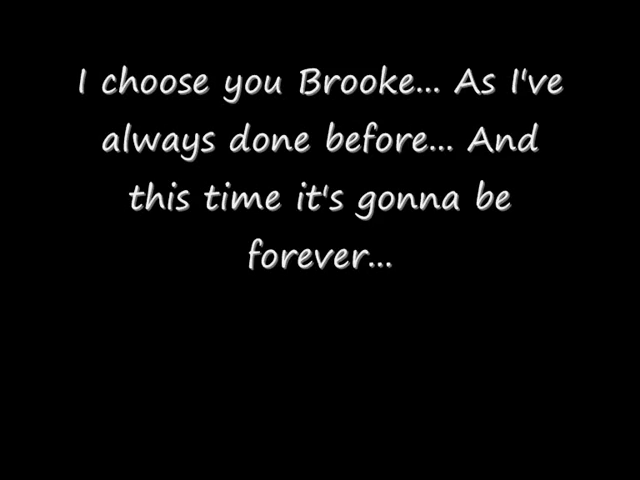 I choose you Brooke... As I've
always done before... And
this time it's gonna be
forever...